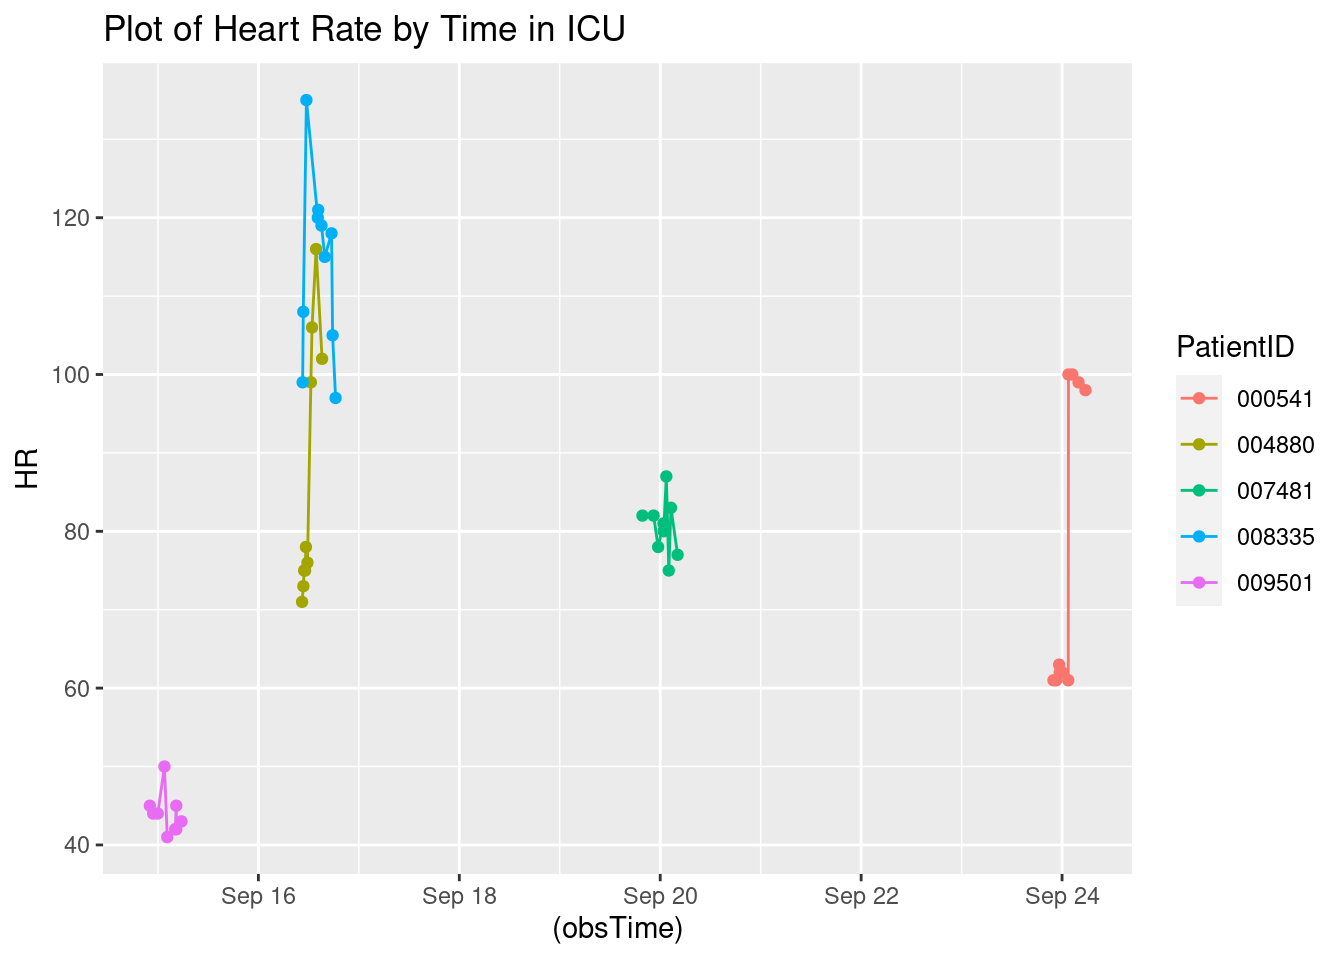 Plot of Heart Rate by Time in ICU
HR
120
100
80
60
40
Sep 16
Sep 18
Sep 20
Sep 22
Sep 24
(obsTime)
PatientID
000541
004880
007481
008335
009501